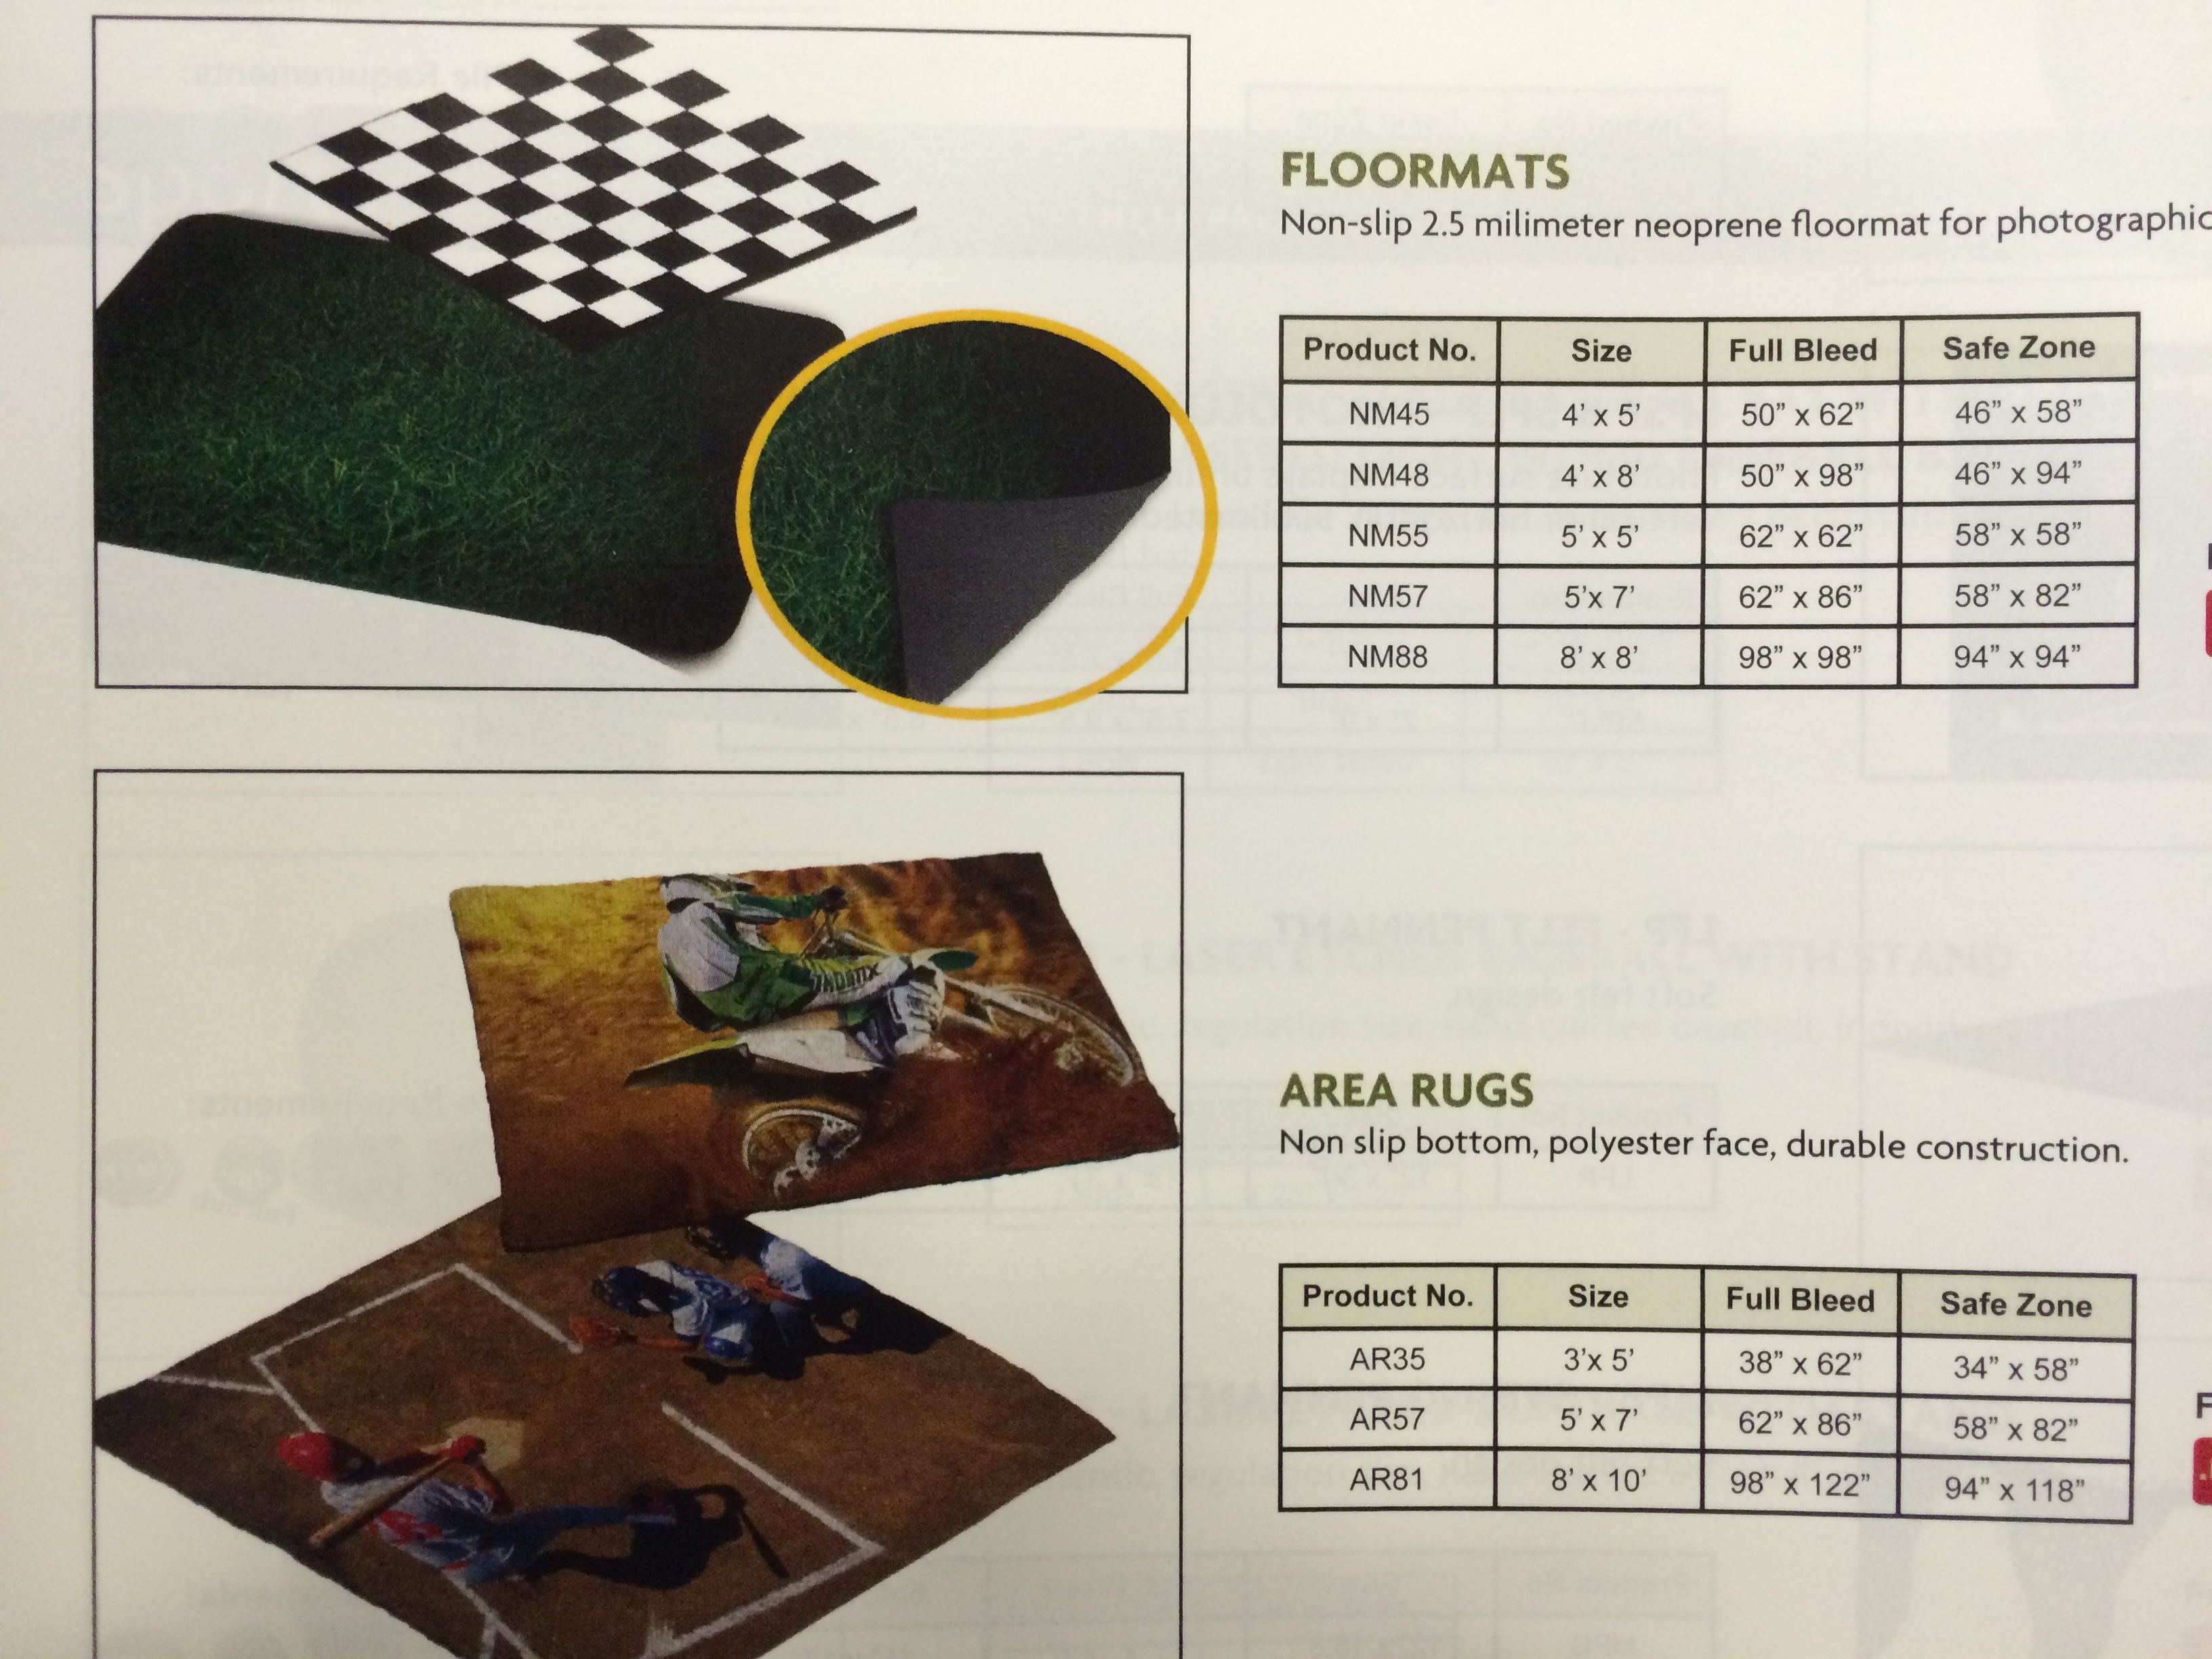 FLOORMATS
Non-slip 2.5 milimeter neoprene floormat for photographic
Product No. Size Full Bleed Safe Zone
NM45 4' x 5' 50" x 62" 46" x 58"
NM48 4' x 8' 50" x 98" 46" x 94"
NM55 5' x 5' 62" x 62" 58" x 58"
NM57 5'x 7' 62" x 86" 58" x 82"
NM88 8' x 8' 98" x 98" 94" x 94"
AREA RUGS
Non slip bottom, polyester face, durable construction.
Product No. Size Full Bleed Safe Zone
AR35 3'x 5' 38" x 62" 34" x 58"
AR57 5' x 7' 62" x 86" 58" x 82"
AR81 8' x 10' 98" x 122" 94" x 118"